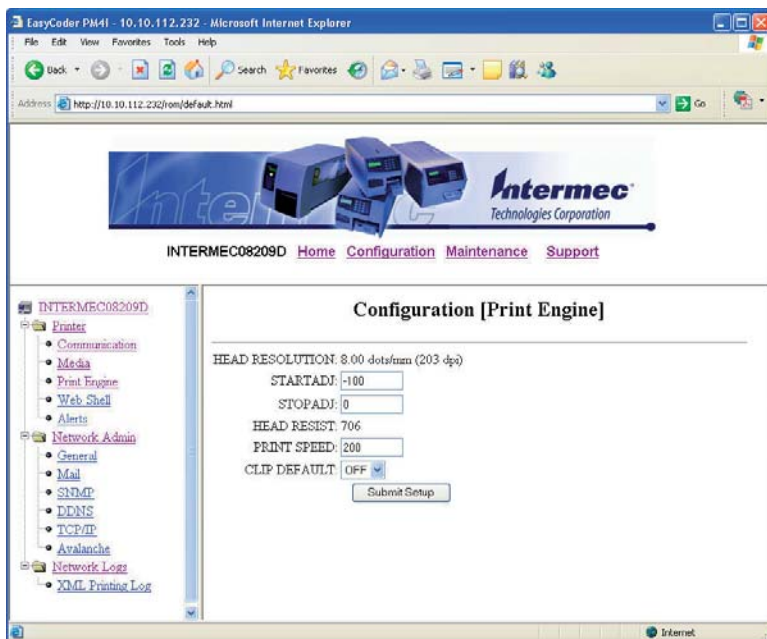 EasyCoder PM4i - 10.10.112.232 - Microsoft Internet Explorer
File Edit View Favorites Tools Help
Back Search Favorites
Address http://10.10.112.232/rom/default.html Go
Intermec
Intermec
Technologies Corporation
INTERMEC08209D Home Configuration Maintenance Support
INTERMEC08209D
Printer
Communication
Media
Print Engine
Web Shell
Alerts
Network Admin
General
Mail
SNMP
DDNS
TCP/IP
Avalanche
Network Logs
XML Printing Log
Configuration [Print Engine]
HEAD RESOLUTION: 8.00 dots/mm (203 dpi)
STARTADJ: -100
STOPADJ: 0
HEAD RESIST: 706
PRINT SPEED: 200
CLIP DEFAULT: OFF
Submit Setup
Internet